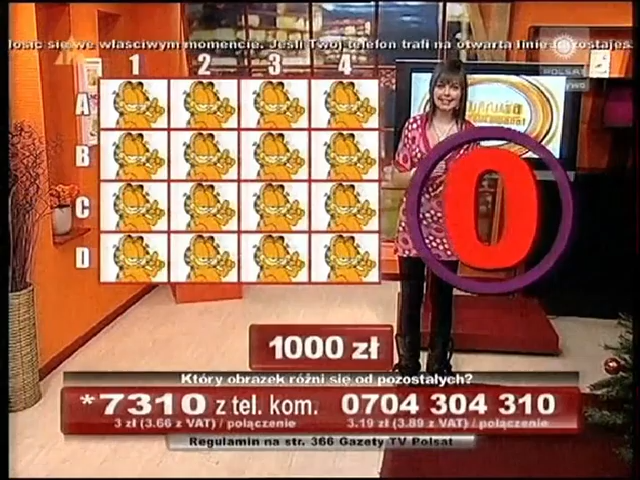 łosić się we właściwym momencie. Jeśli Twój telefon trafi na otwartą linię
POLSAT
1 2 3 4
A
B
C
D
0
1000 zł
Który obrazek różni się od pozostałych?
*7310 z tel. kom. 0704 304 310
3 zł (3.66 z VAT) / połączenie 3.19 zł (3.89 z VAT) / połączenie
Regulamin na str. 366 Gazety TV Polsat